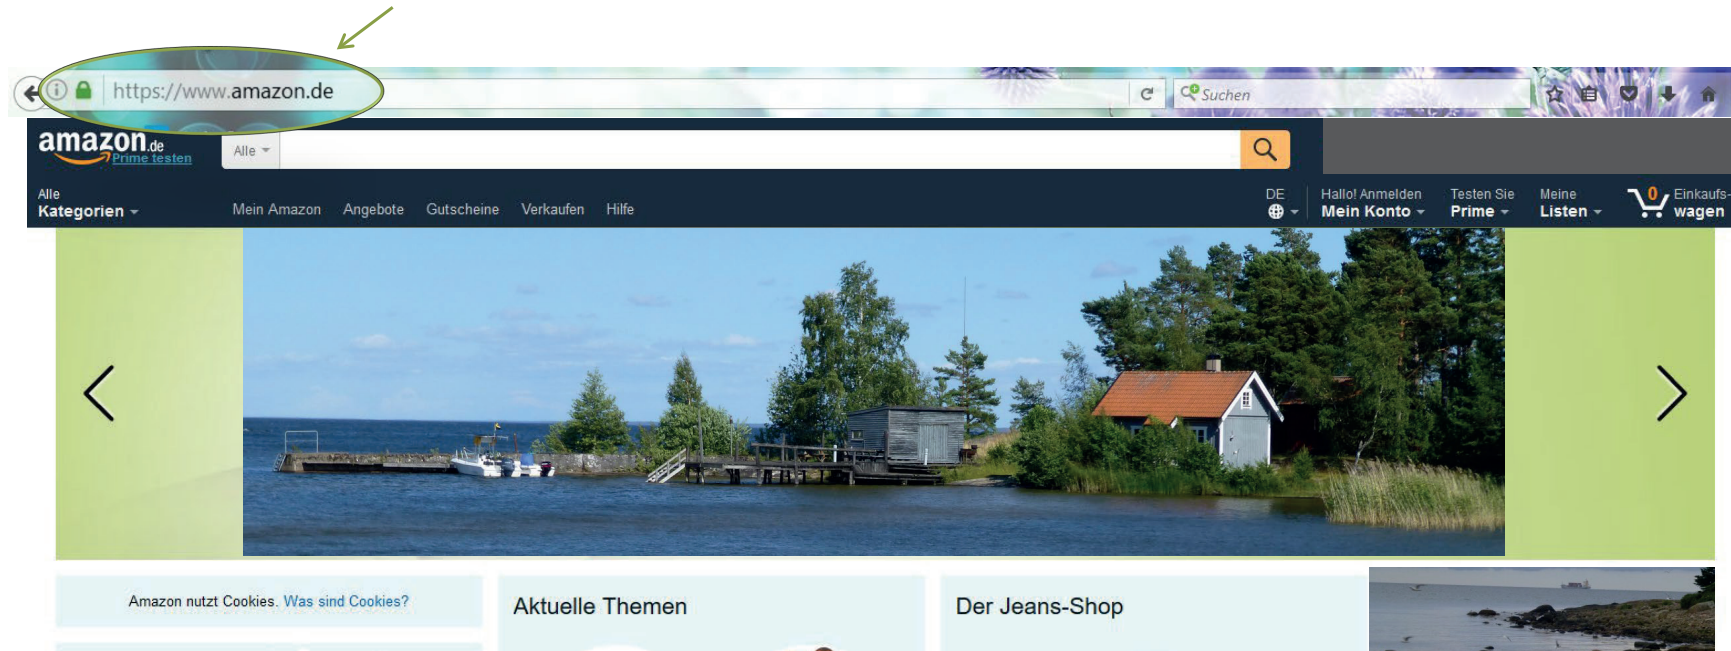 https://www.amazon.de
Suchen
amazon.de
Prime testen
Alle
Alle
Kategorien
Mein Amazon Angebote Gutscheine Verkaufen Hilfe
DE
Hallo! Anmelden
Mein Konto
Testen Sie
Prime
Meine
Listen
0
Einkaufs-
wagen
Amazon nutzt Cookies. Was sind Cookies?
Aktuelle Themen
Der Jeans-Shop